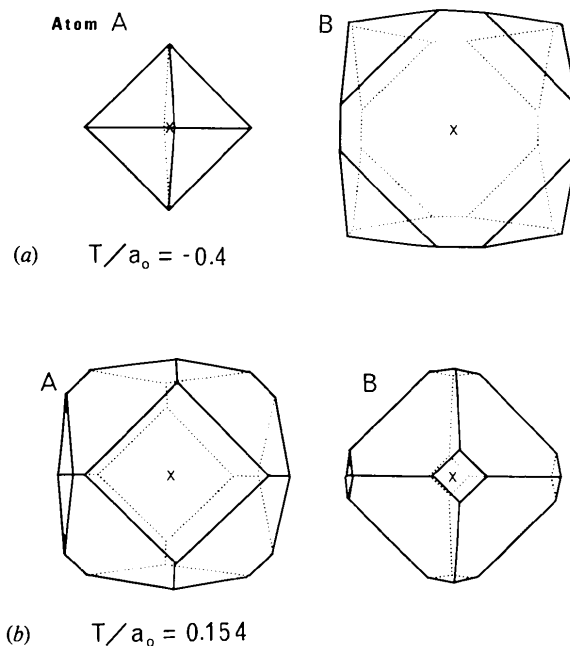 Atom A
B
x
x
(a) T/a₀ = -0.4
A
B
x
x
(b) T/a₀ = 0.154